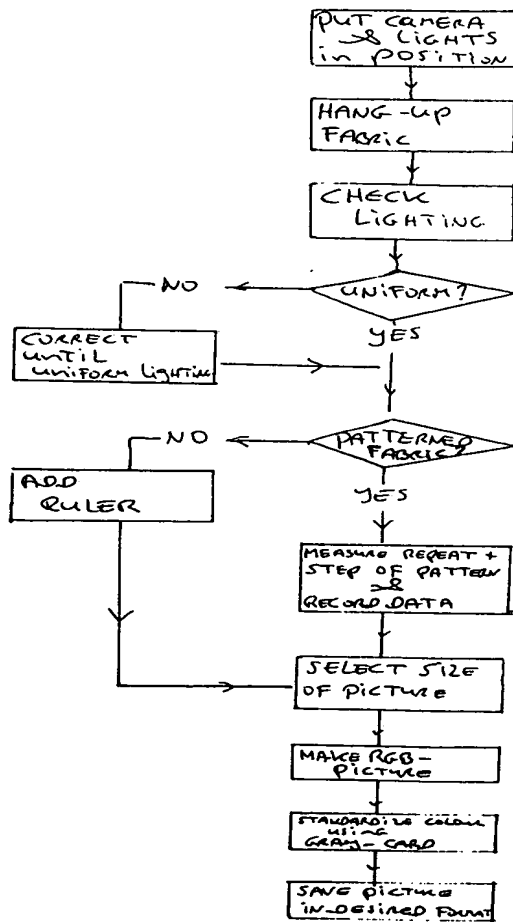 PUT CAMERA
& LIGHTS
in POSITION
HANG-UP
FABRIC
CHECK
LIGHTING
UNIFORM?
NO
YES
CORRECT
UNTIL
UNIFORM LIGHTING
PATTERNED
FABRIC?
NO
YES
ADD
RULER
MEASURE REPEAT +
STEP OF PATTERN
&
RECORD DATA
SELECT SIZE
OF PICTURE
MAKE RGB-
PICTURE
STANDARDIZE COLOUR
USING
GRAY-CARD
SAVE PICTURE
IN DESIRED FORMAT